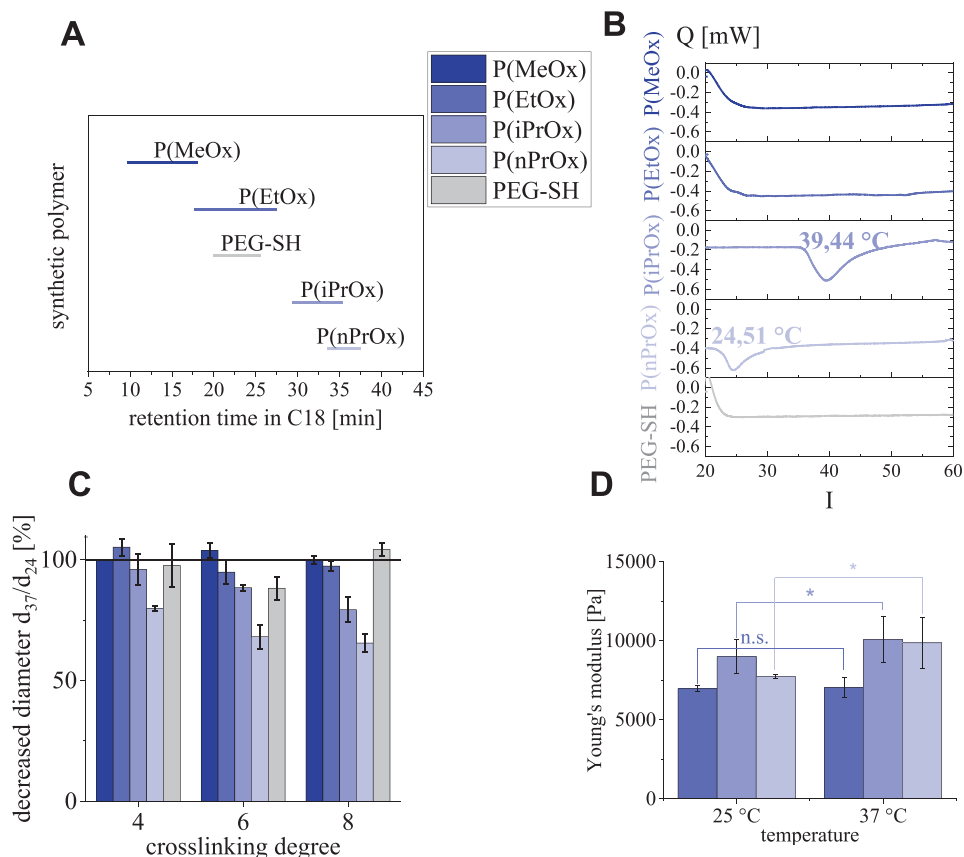 A
P(MeOx)
P(EtOx)
P(iPrOx)
P(nPrOx)
PEG-SH
synthetic polymer
P(MeOx)
P(EtOx)
PEG-SH
P(iPrOx)
P(nPrOx)
5 10 15 20 25 30 35 40 45
retention time in C18 [min]
B
Q [mW]
P(MeOx)
0.0
-0.2
-0.4
-0.6
P(EtOx)
0.0
-0.2
-0.4
-0.6
P(iPrOx)
0.0
-0.2
-0.4
-0.6
39,44 °C
P(nPrOx)
0.0
-0.2
-0.4
-0.6
24,51 °C
PEG-SH
0.0
-0.2
-0.4
-0.6
20 30 40 50 60
I
C
decreased diameter d37/d24 [%]
100
50
0
4 6 8
crosslinking degree
D
Young's modulus [Pa]
15000
10000
5000
0
n.s.
*
*
25 °C 37 °C
temperature